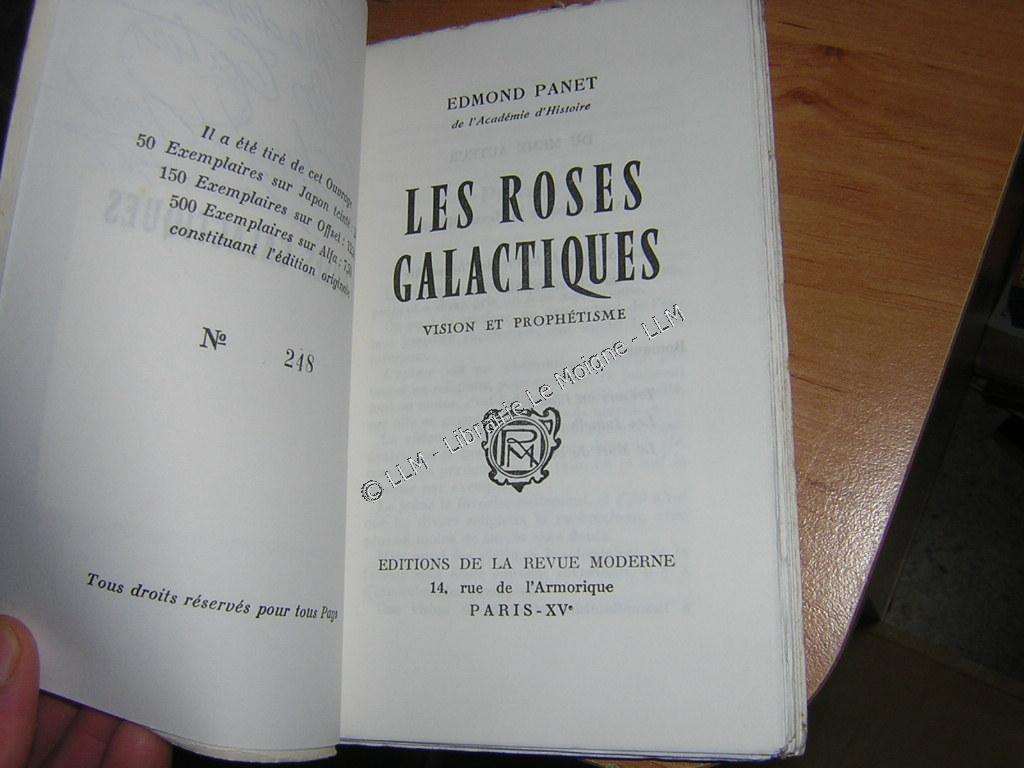 Il a été tiré de cet Ouvrage
50 Exemplaires sur Japon teinté :
150 Exemplaires sur Offset :
500 Exemplaires sur Alfa :
constituant l'édition originale
Nº 248
Tous droits réservés pour tous Pays
EDMOND PANET
de l'Académie d'Histoire
LES ROSES
GALACTIQUES
VISION ET PROPHÉTISME
© LLM - Librairie Le Moigne - LLM
EDITIONS DE LA REVUE MODERNE
14, rue de l'Armorique
PARIS-XVe